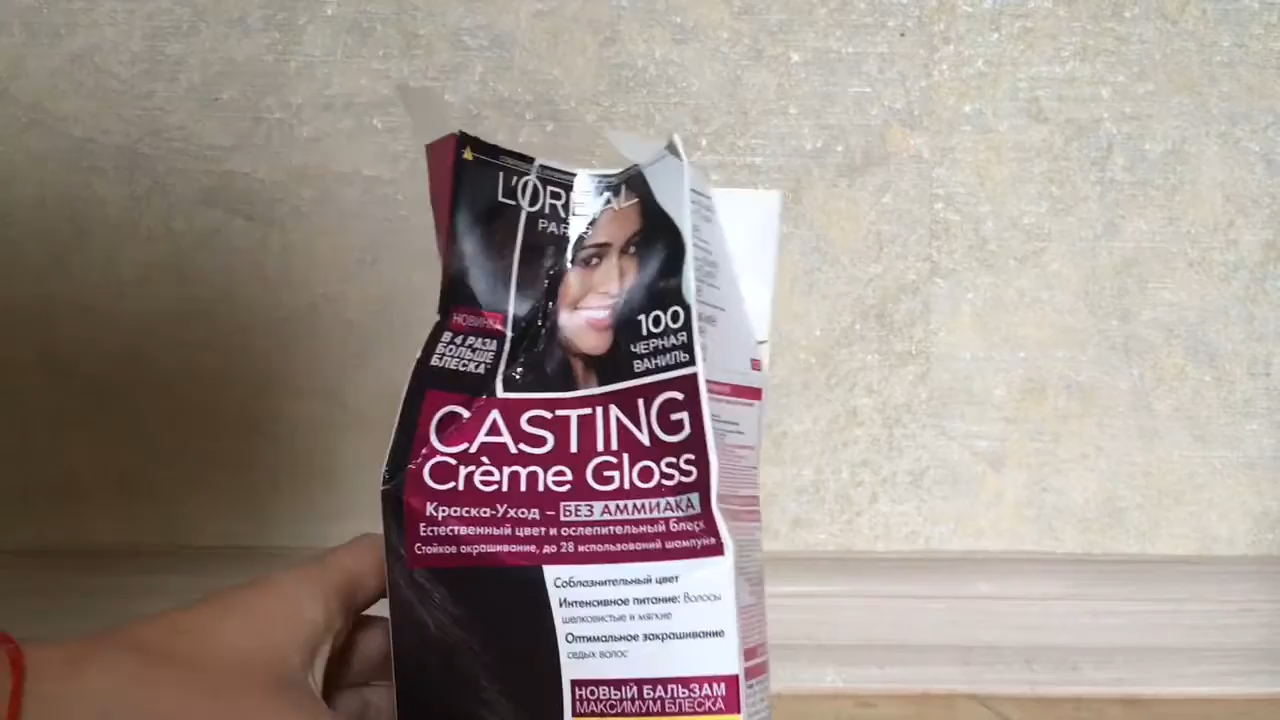 L'ORÉAL
PARIS
НОВИНКА
В 4 РАЗА
БОЛЬШЕ
БЛЕСКА*
100
ЧЕРНАЯ
ВАНИЛЬ
CASTING
Crème Gloss
Краска-Уход – БЕЗ АММИАКА
Естественный цвет и ослепительный блеск
Стойкое окрашивание, до 28 использований шампуня
Соблазнительный цвет
Интенсивное питание: Волосы
шелковистые и мягкие
Оптимальное закрашивание
седых волос
НОВЫЙ БАЛЬЗАМ
МАКСИМУМ БЛЕСКА